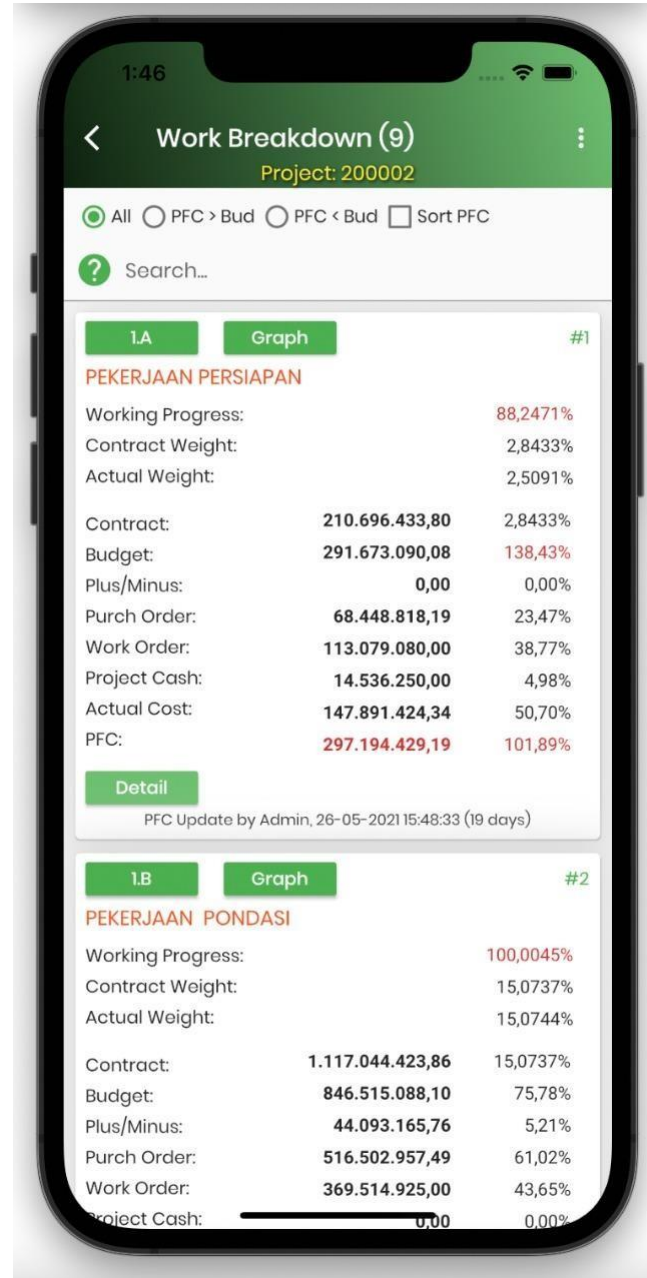 1:46
Work Breakdown (9)
Project: 200002
All PFC > Bud PFC < Bud Sort PFC
? Search...
1.A Graph #1
PEKERJAAN PERSIAPAN
Working Progress: 88,2471%
Contract Weight: 2,8433%
Actual Weight: 2,5091%
Contract: 210.696.433,80 2,8433%
Budget: 291.673.090,08 138,43%
Plus/Minus: 0,00 0,00%
Purch Order: 68.448.818,19 23,47%
Work Order: 113.079.080,00 38,77%
Project Cash: 14.536.250,00 4,98%
Actual Cost: 147.891.424,34 50,70%
PFC: 297.194.429,19 101,89%
Detail
PFC Update by Admin, 26-05-2021 15:48:33 (19 days)
1.B Graph #2
PEKERJAAN PONDASI
Working Progress: 100,0045%
Contract Weight: 15,0737%
Actual Weight: 15,0744%
Contract: 1.117.044.423,86 15,0737%
Budget: 846.515.088,10 75,78%
Plus/Minus: 44.093.165,76 5,21%
Purch Order: 516.502.957,49 61,02%
Work Order: 369.514.925,00 43,65%
Project Cash: 0,00 0,00%